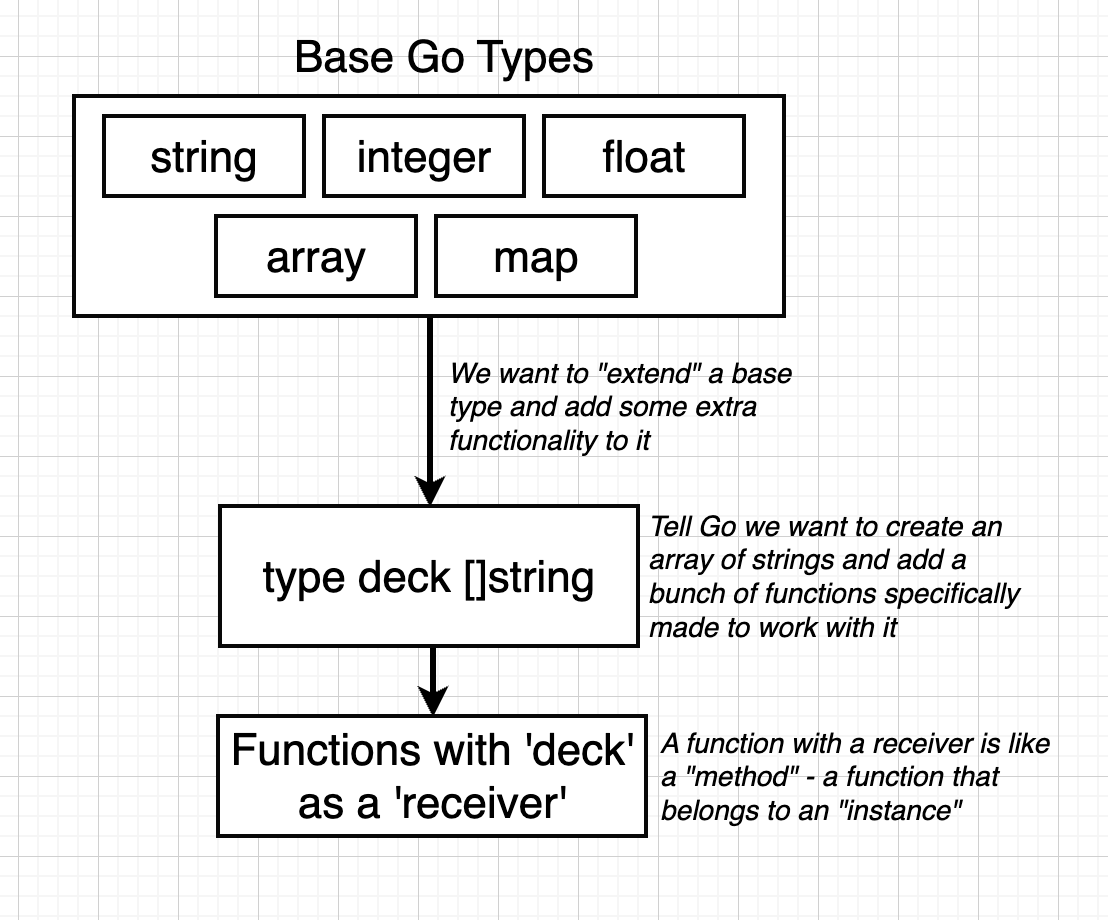 Base Go Types
string integer float
array map
We want to "extend" a base
type and add some extra
functionality to it
type deck []string
Tell Go we want to create an
array of strings and add a
bunch of functions specifically
made to work with it
Functions with 'deck'
as a 'receiver'
A function with a receiver is like
a "method" - a function that
belongs to an "instance"